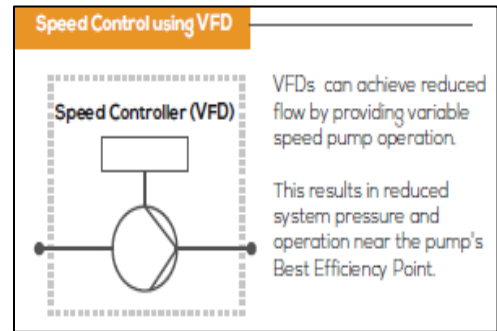 Speed Control using VFD
Speed Controller (VFD)
VFDs can achieve reduced
flow by providing variable
speed pump operation.
This results in reduced
system pressure and
operation near the pump's
Best Efficiency Point.